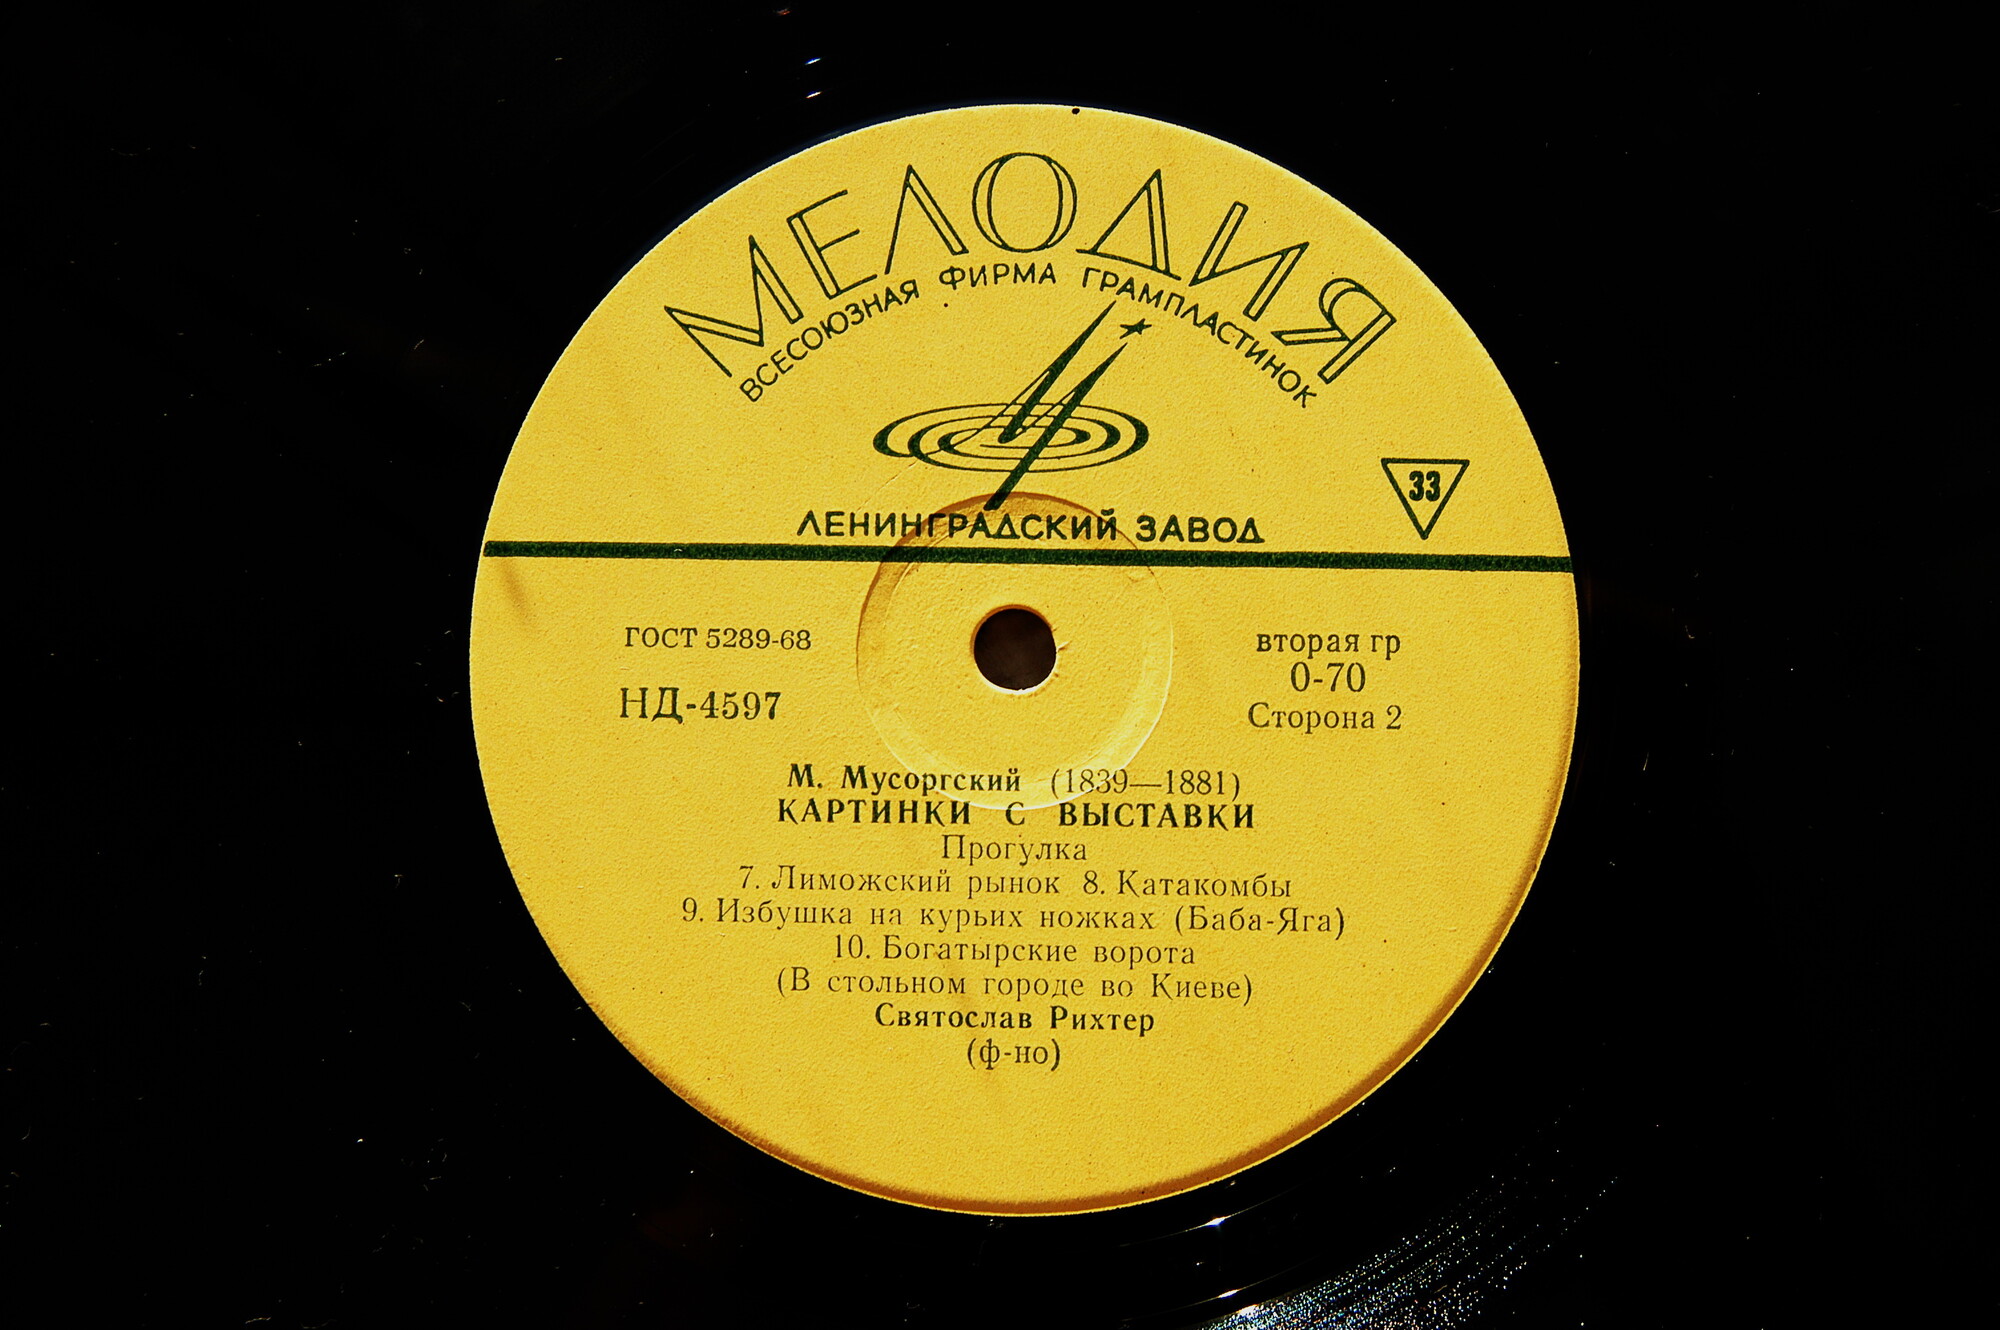 МЕЛОДИЯ
ВСЕСОЮЗНАЯ ФИРМА ГРАМПЛАСТИНОК
33
ЛЕНИНГРАДСКИЙ ЗАВОД
ГОСТ 5289-68
НД-4597
вторая гр
0-70
Сторона 2
М. Мусоргский (1839—1881)
КАРТИНКИ С ВЫСТАВКИ
Прогулка
7. Лиможский рынок 8. Катакомбы
9. Избушка на курьих ножках (Баба-Яга)
10. Богатырские ворота
(В стольном городе во Киеве)
Святослав Рихтер
(ф-но)